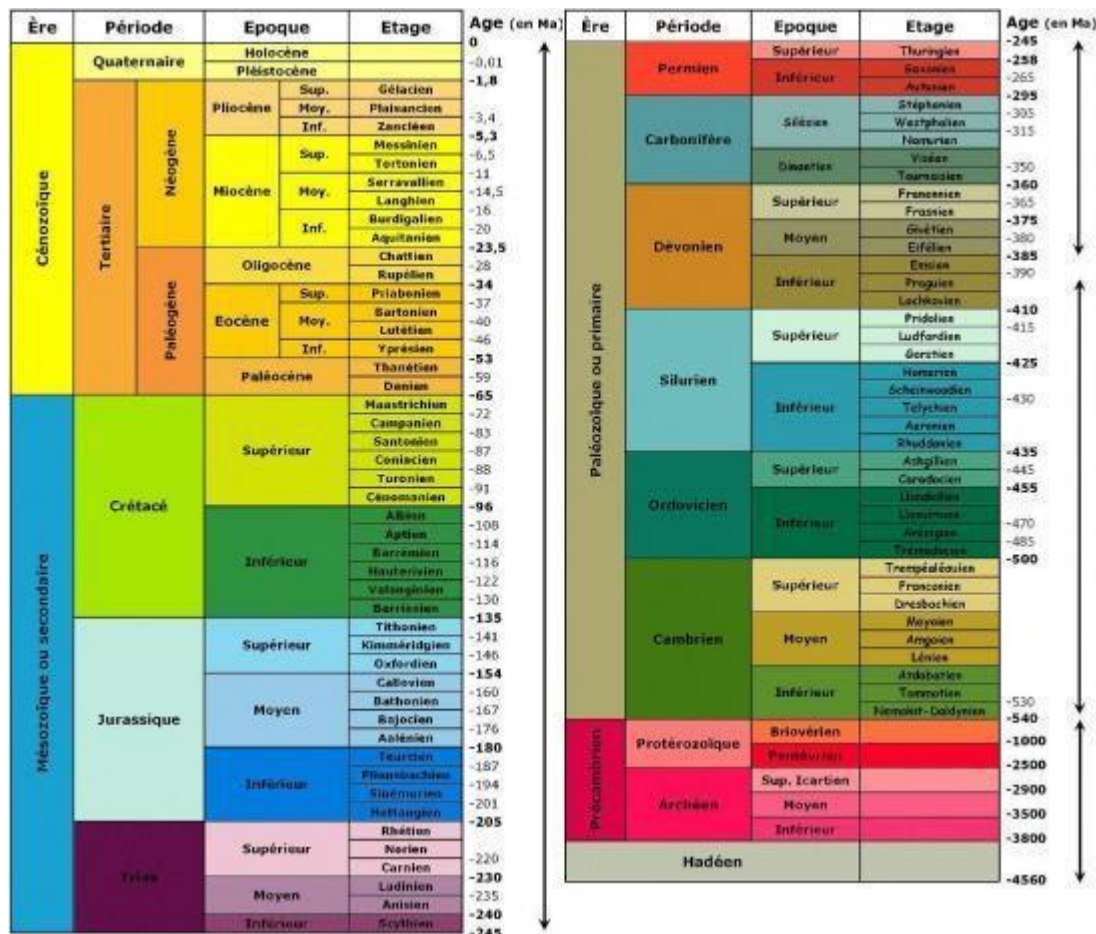 Ère Période Epoque Etage Age (en Ma)
0
Cénozoïque
Quaternaire
Holocène
-0,01
Pléistocène
-1,8
Tertiaire
Néogène
Pliocène
Sup. Gélacien
Moy. Plaisancien
-3,4
Inf. Zancléen
-5,3
Miocène
Sup.
Messinien
-6,5
Tortonien
-11
Moy.
Serravallien
-14,5
Langhien
-16
Inf.
Burdigalien
-20
Aquitanien
-23,5
Paléogène
Oligocène
Chattien
-28
Rupélien
-34
Eocène
Sup. Priabonien
-37
Moy.
Bartonien
-40
Lutétien
-46
Inf. Yprésien
-53
Paléocène
Thanétien
-59
Danien
-65
Mésozoïque ou secondaire
Crétacé
Supérieur
Maastrichien
-72
Campanien
-83
Santonien
-87
Coniacien
-88
Turonien
-91
Cénomanien
-96
Inférieur
Albien
-108
Aptien
-114
Barrémien
-116
Hauterivien
-122
Valanginien
-130
Berriasien
-135
Jurassique
Supérieur
Tithonien
-141
Kimméridgien
-146
Oxfordien
-154
Moyen
Callovien
-160
Bathonien
-167
Bajocien
-176
Aalénien
-180
Inférieur
Toarcien
-187
Pliensbachien
-194
Sinémurien
-201
Hettangien
-205
Trias
Supérieur
Rhétien
Norien
-220
Carnien
-230
Moyen
Ladinien
-235
Anisien
-240
Inférieur Scythien
-245
Ère Période Epoque Etage Age (en Ma)
-245
Paléozoïque ou primaire
Permien
Supérieur Thuringien
-258
Inférieur
Saxonien
-265
Autunien
-295
Carbonifère
Silésien
Stéphanien
-305
Westphalien
-315
Namurien
Dinantien
Viséen
-350
Tournaisien
-360
Dévonien
Supérieur
Famennien
-365
Frasnien
-375
Moyen
Givétien
-380
Eifélien
-385
Inférieur
Emsien
-390
Praguien
Lochkovien
-410
Silurien
Supérieur
Pridolien
-415
Ludfordien
Gorstien
-425
Inférieur
Homerien
Scheinwoodien
-430
Telychien
Aeronien
Rhuddanien
-435
Ordovicien
Supérieur
Ashgillien
-445
Caradocien
-455
Inférieur
Llandeilien
Llanvirnien
-470
Arenigien
-485
Trémadocien
-500
Cambrien
Supérieur
Trempéaléauien
Franconien
Dresbachien
Moyen
Mayaien
Amgaien
Lénien
Inférieur
Atdabatien
Tommotien
-530
Nemakit-Daldynien
-540
Précambrien
Protérozoïque
Briovérien
-1000
Pentévrien
-2500
Archéen
Sup. Icartien
-2900
Moyen
-3500
Inférieur
-3800
Hadéen
-4560